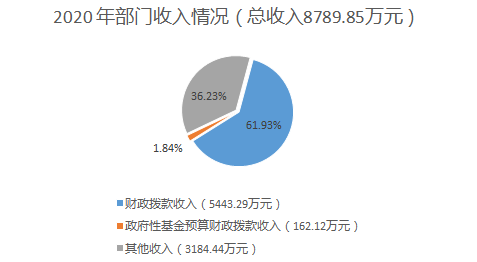 2020 年部门收入情况（总收入8789.85万元）
36.23%
61.93%
1.84%
财政拨款收入（5443.29万元）
政府性基金预算财政拨款收入（162.12万元）
其他收入（3184.44万元）